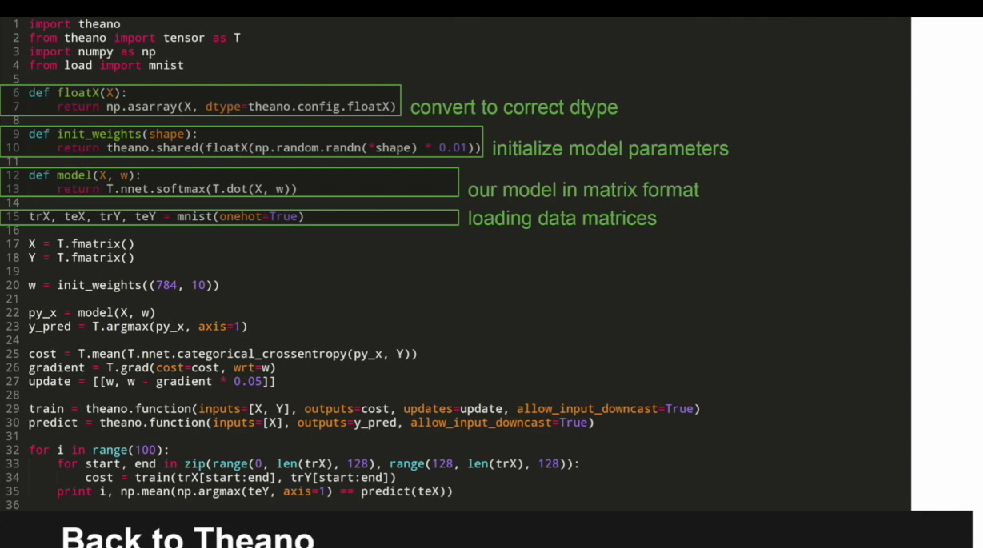 1 import theano
2 from theano import tensor as T
3 import numpy as np
4 from load import mnist
5
6 def floatX(X):
7     return np.asarray(X, dtype=theano.config.floatX)
convert to correct dtype
8
9 def init_weights(shape):
10     return theano.shared(floatX(np.random.randn(*shape) * 0.01))
initialize model parameters
11
12 def model(X, w):
13     return T.nnet.softmax(T.dot(X, w))
our model in matrix format
14
15 trX, teX, trY, teY = mnist(onehot=True)
loading data matrices
16
17 X = T.fmatrix()
18 Y = T.fmatrix()
19
20 w = init_weights((784, 10))
21
22 py_x = model(X, w)
23 y_pred = T.argmax(py_x, axis=1)
24
25 cost = T.mean(T.nnet.categorical_crossentropy(py_x, Y))
26 gradient = T.grad(cost=cost, wrt=w)
27 update = [[w, w - gradient * 0.05]]
28
29 train = theano.function(inputs=[X, Y], outputs=cost, updates=update, allow_input_downcast=True)
30 predict = theano.function(inputs=[X], outputs=y_pred, allow_input_downcast=True)
31
32 for i in range(100):
33     for start, end in zip(range(0, len(trX), 128), range(128, len(trX), 128)):
34         cost = train(trX[start:end], trY[start:end])
35     print i, np.mean(np.argmax(teY, axis=1) == predict(teX))
36
Back to Theano